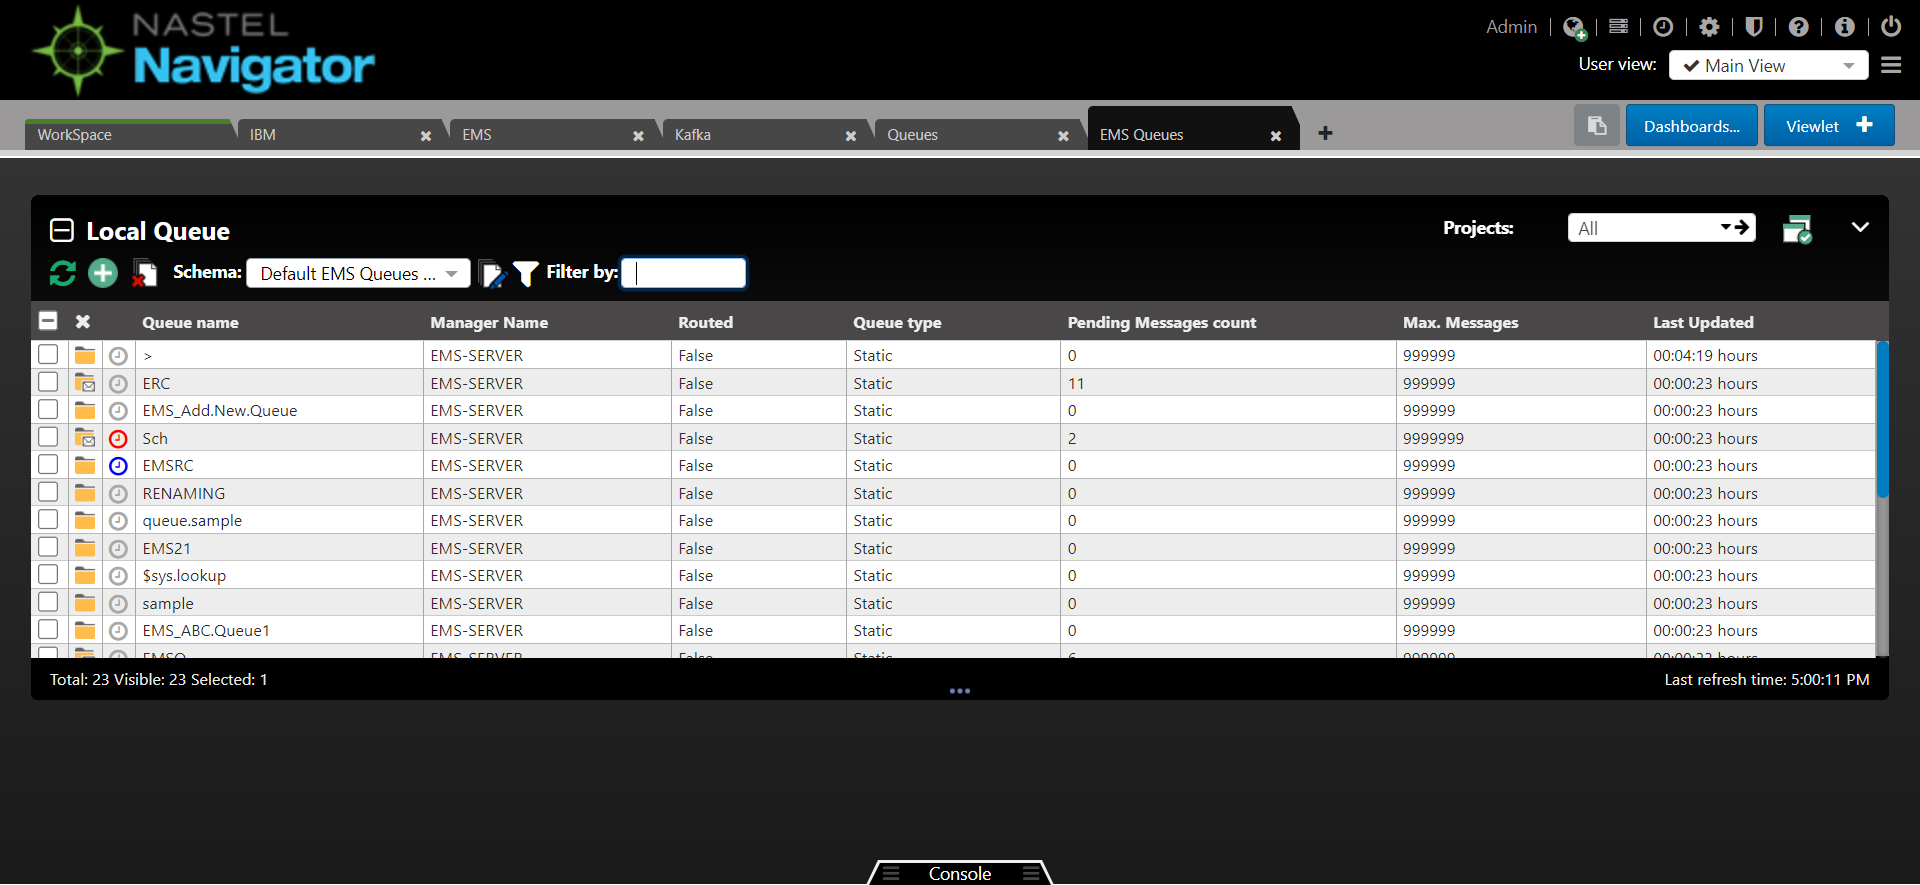 NASTEL
Navigator
Admin
User view: Main View
WorkSpace IBM EMS Kafka Queues EMS Queues
Dashboards... Viewlet
Local Queue
Projects: All
Schema: Default EMS Queues ... Filter by:
Queue name Manager Name Routed Queue type Pending Messages count Max. Messages Last Updated
> EMS-SERVER False Static 0 999999 00:04:19 hours
ERC EMS-SERVER False Static 11 999999 00:00:23 hours
EMS_Add.New.Queue EMS-SERVER False Static 0 999999 00:00:23 hours
Sch EMS-SERVER False Static 2 9999999 00:00:23 hours
EMSRC EMS-SERVER False Static 0 999999 00:00:23 hours
RENAMING EMS-SERVER False Static 0 999999 00:00:23 hours
queue.sample EMS-SERVER False Static 0 999999 00:00:23 hours
EMS21 EMS-SERVER False Static 0 999999 00:00:23 hours
$sys.lookup EMS-SERVER False Static 0 999999 00:00:23 hours
sample EMS-SERVER False Static 0 999999 00:00:23 hours
EMS_ABC.Queue1 EMS-SERVER False Static 0 999999 00:00:23 hours
EMS-SERVER False Static 999999 00:00:23 hours
Total: 23 Visible: 23 Selected: 1
Last refresh time: 5:00:11 PM
Console